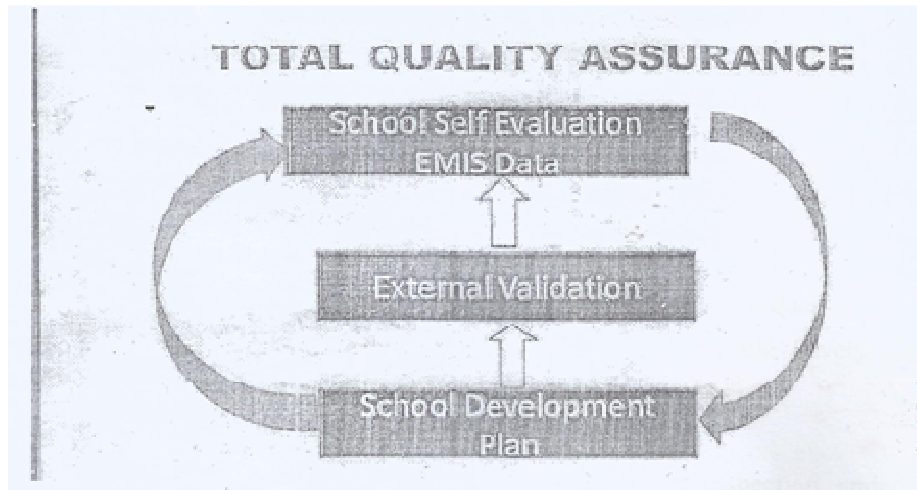 TOTAL QUALITY ASSURANCE
School Self Evaluation
EMIS Data
External Validation
School Development
Plan